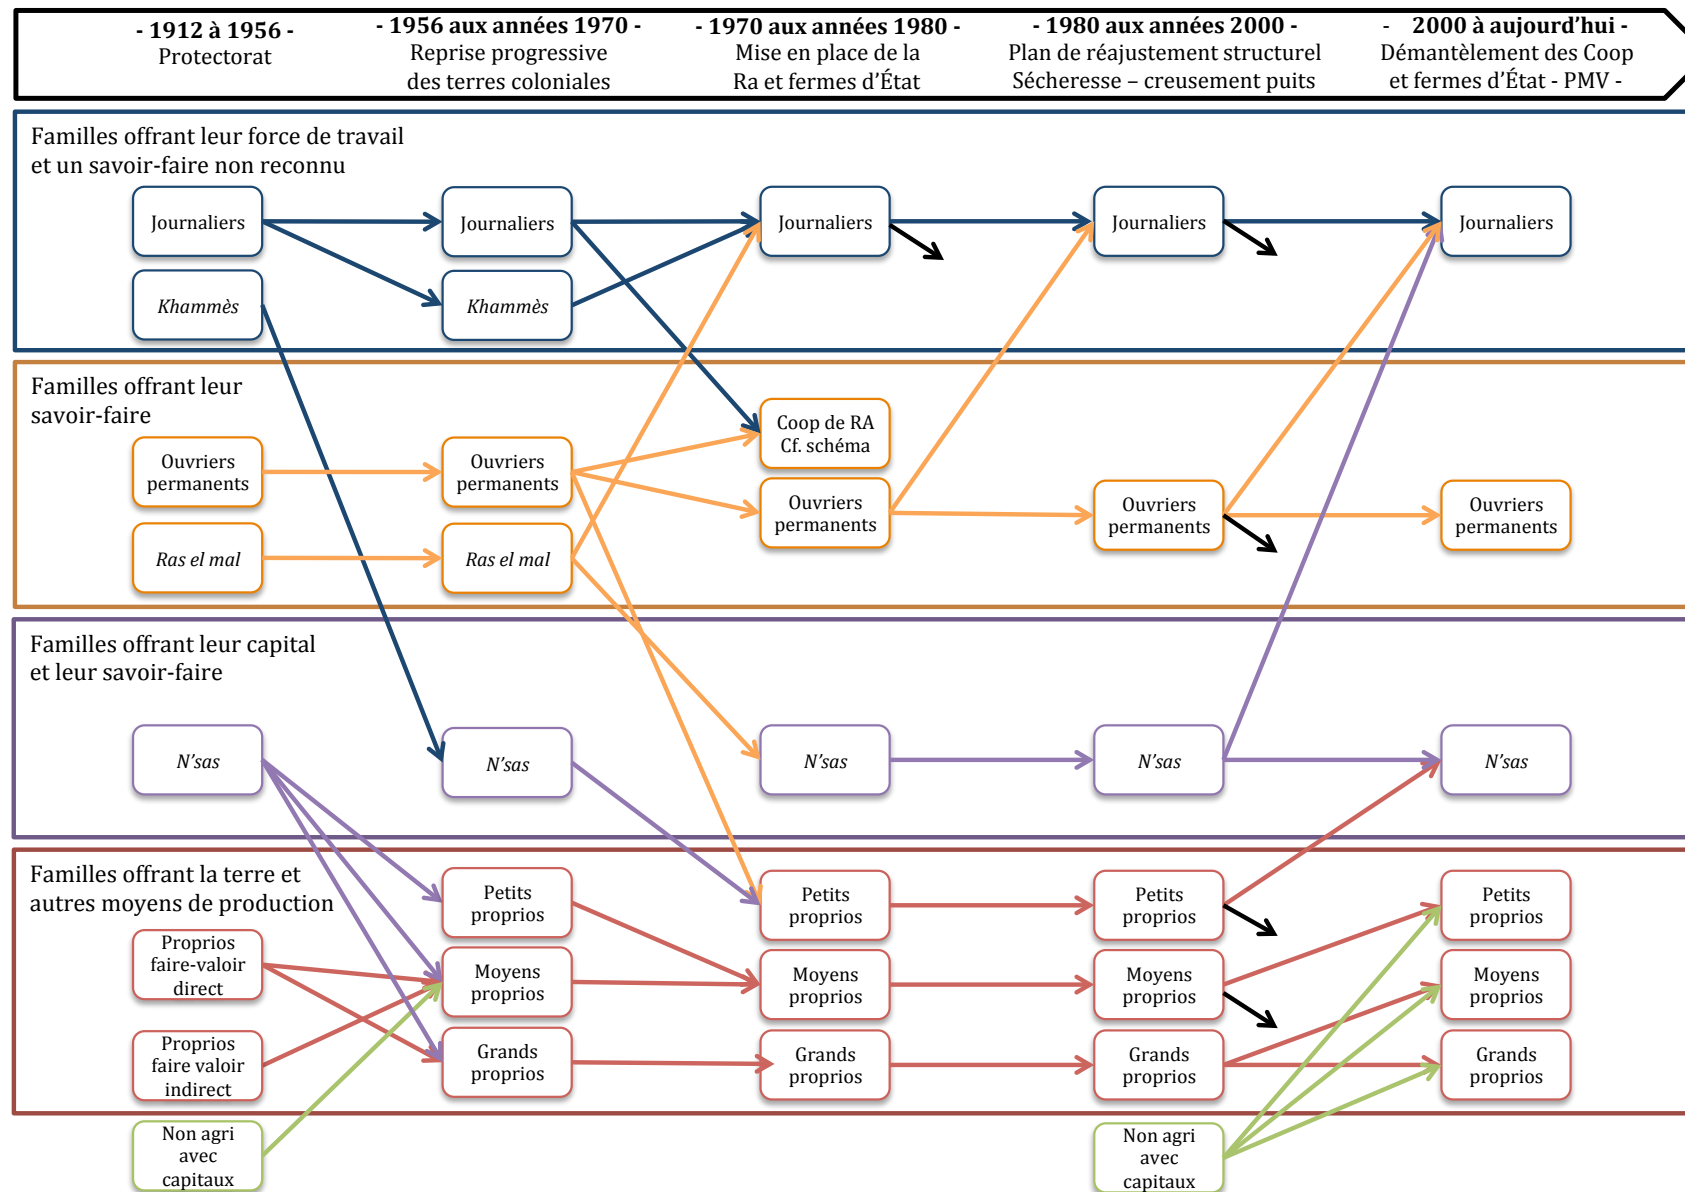 - 1912 à 1956 -
Protectorat
- 1956 aux années 1970 -
Reprise progressive
des terres coloniales
- 1970 aux années 1980 -
Mise en place de la
Ra et fermes d’État
- 1980 aux années 2000 -
Plan de réajustement structurel
Sécheresse – creusement puits
- 2000 à aujourd’hui -
Démantèlement des Coop
et fermes d’État - PMV -
Familles offrant leur force de travail
et un savoir-faire non reconnu
Journaliers
Journaliers
Journaliers
Journaliers
Journaliers
Khammès
Khammès
Familles offrant leur
savoir-faire
Coop de RA
Cf. schéma
Ouvriers
permanents
Ouvriers
permanents
Ouvriers
permanents
Ouvriers
permanents
Ouvriers
permanents
Ras el mal
Ras el mal
Familles offrant leur capital
et leur savoir-faire
N’sas
N’sas
N’sas
N’sas
N’sas
Familles offrant la terre et
autres moyens de production
Petits
proprios
Petits
proprios
Petits
proprios
Petits
proprios
Proprios
faire-valoir
direct
Moyens
proprios
Moyens
proprios
Moyens
proprios
Moyens
proprios
Proprios
faire valoir
indirect
Grands
proprios
Grands
proprios
Grands
proprios
Grands
proprios
Non agri
avec
capitaux
Non agri
avec
capitaux